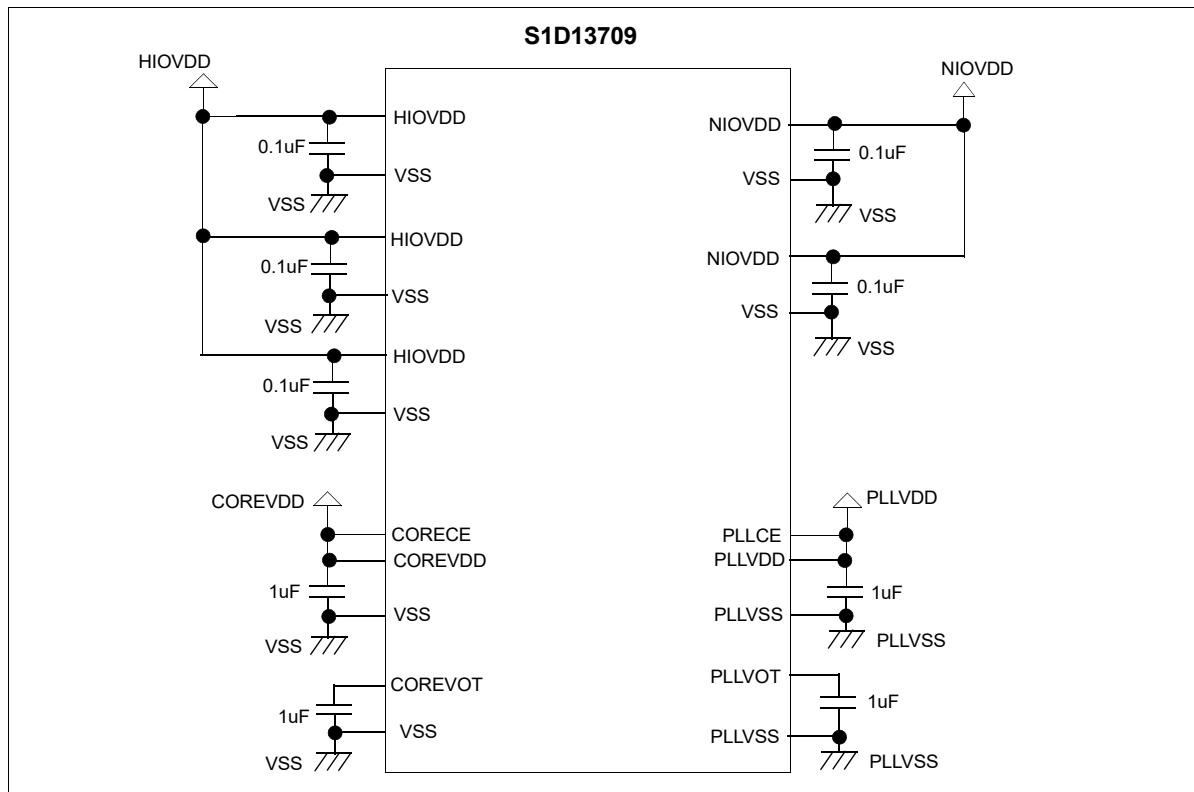 S1D13709
HIOVDD
HIOVDD
0.1uF
VSS
VSS
HIOVDD
0.1uF
VSS
VSS
HIOVDD
0.1uF
VSS
VSS
COREVDD
CORECE
COREVDD
1uF
VSS
VSS
COREVOT
1uF
VSS
VSS
NIOVDD
NIOVDD
0.1uF
VSS
VSS
NIOVDD
0.1uF
VSS
VSS
PLLVDD
PLLCE
PLLVDD
1uF
PLLVSS
PLLVSS
PLLVOT
1uF
PLLVSS
PLLVSS